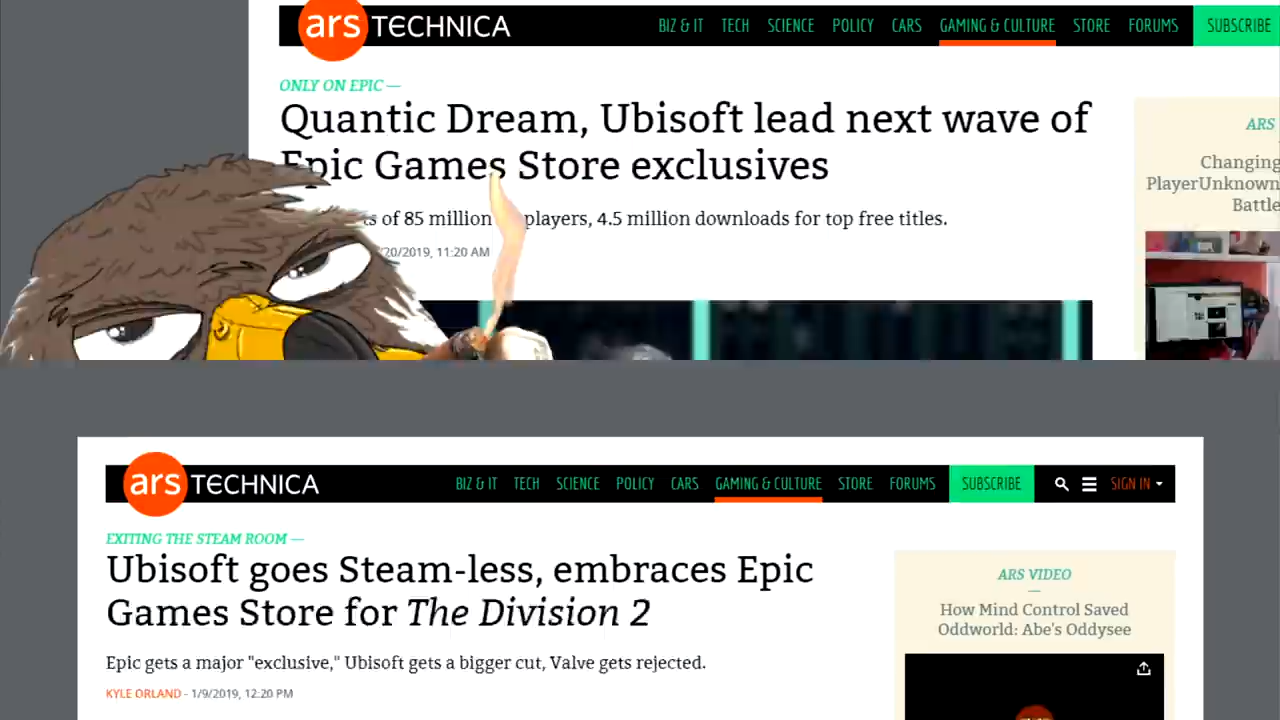 ars TECHNICA
BIZ & IT TECH SCIENCE POLICY CARS GAMING & CULTURE STORE FORUMS SUBSCRIBE
ONLY ON EPIC —
Quantic Dream, Ubisoft lead next wave of
Epic Games Store exclusives
of 85 million players, 4.5 million downloads for top free titles.
/20/2019, 11:20 AM
ARS
Changing
PlayerUnknown
Battle
ars TECHNICA
BIZ & IT TECH SCIENCE POLICY CARS GAMING & CULTURE STORE FORUMS SUBSCRIBE SIGN IN
EXITING THE STEAM ROOM —
Ubisoft goes Steam-less, embraces Epic
Games Store for The Division 2
Epic gets a major "exclusive," Ubisoft gets a bigger cut, Valve gets rejected.
KYLE ORLAND - 1/9/2019, 12:20 PM
ARS VIDEO
How Mind Control Saved
Oddworld: Abe's Oddysee